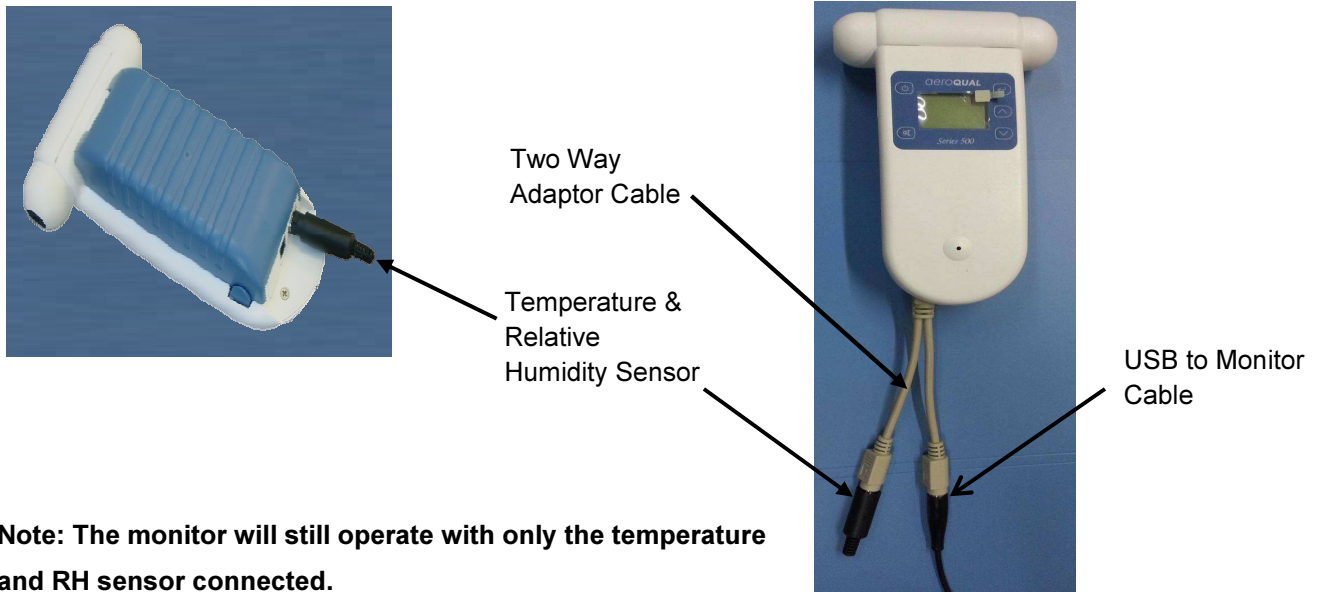 Two Way
Adaptor Cable
Temperature &
Relative
Humidity Sensor
USB to Monitor
Cable
aeroQUAL
Series 500
Note: The monitor will still operate with only the temperature
and RH sensor connected.